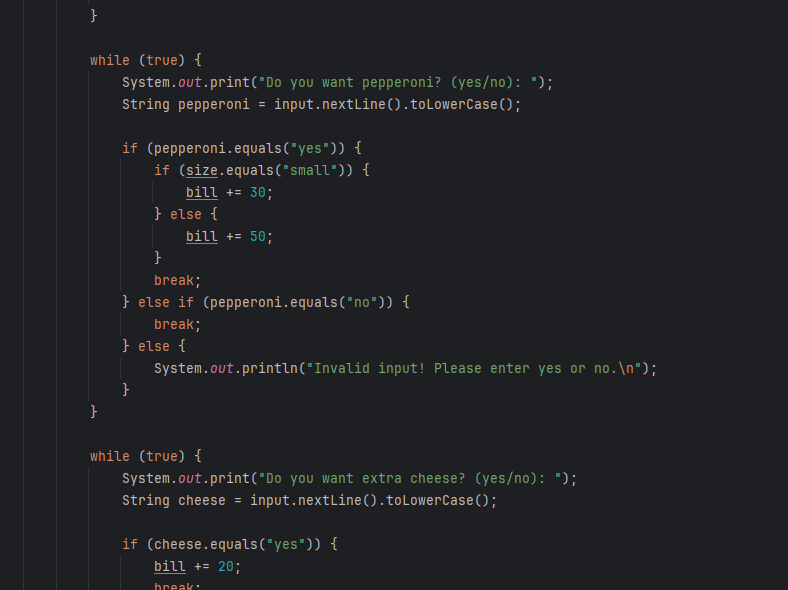 }
while (true) {
System.out.print("Do you want pepperoni? (yes/no): ");
String pepperoni = input.nextLine().toLowerCase();
if (pepperoni.equals("yes")) {
if (size.equals("small")) {
bill += 30;
} else {
bill += 50;
}
break;
} else if (pepperoni.equals("no")) {
break;
} else {
System.out.println("Invalid input! Please enter yes or no.\n");
}
}
while (true) {
System.out.print("Do you want extra cheese? (yes/no): ");
String cheese = input.nextLine().toLowerCase();
if (cheese.equals("yes")) {
bill += 20;
break;